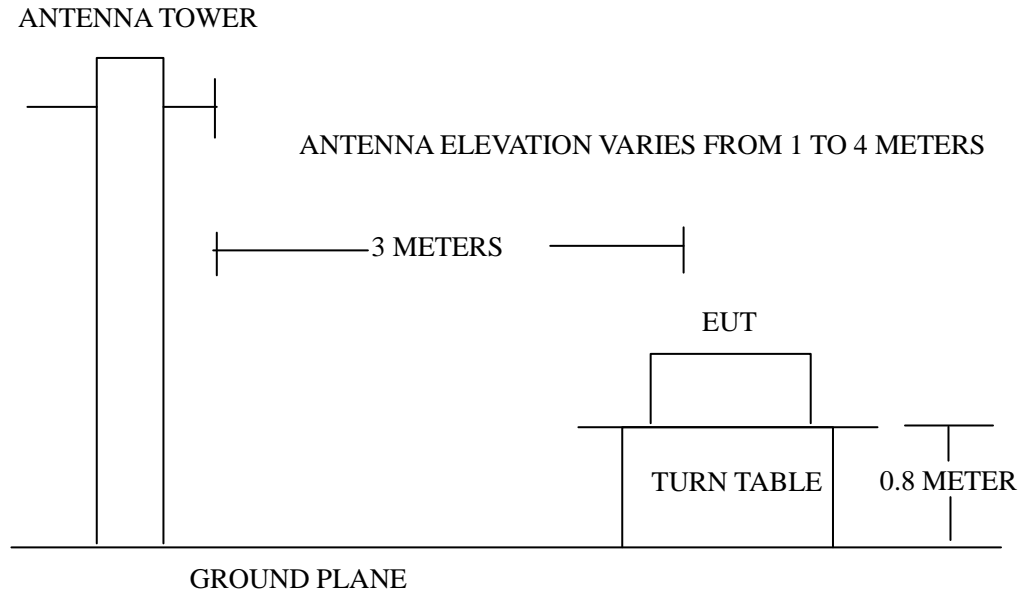 ANTENNA TOWER
ANTENNA ELEVATION VARIES FROM 1 TO 4 METERS
3 METERS
EUT
TURN TABLE
0.8 METER
GROUND PLANE